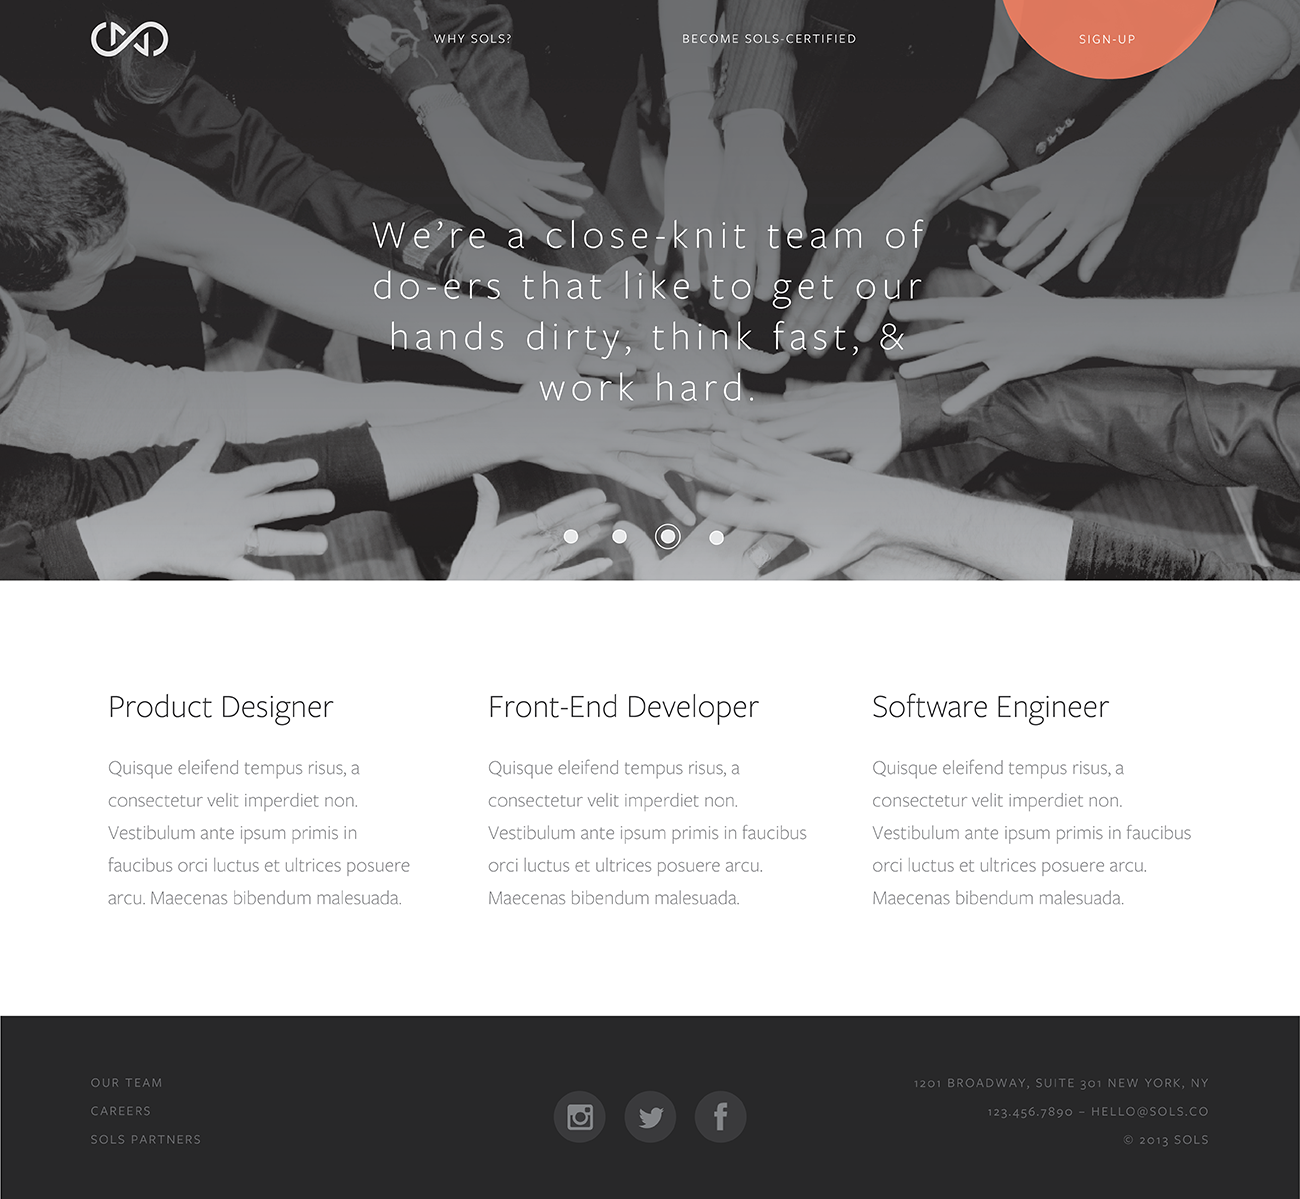 WHY SOLS?
BECOME SOLS-CERTIFIED
SIGN-UP
We're a close-knit team of
do-ers that like to get our
hands dirty, think fast, &
work hard.
Product Designer
Quisque eleifend tempus risus, a
consectetur velit imperdiet non.
Vestibulum ante ipsum primis in
faucibus orci luctus et ultrices posuere
arcu. Maecenas bibendum malesuada.
Front-End Developer
Quisque eleifend tempus risus, a
consectetur velit imperdiet non.
Vestibulum ante ipsum primis in faucibus
orci luctus et ultrices posuere arcu.
Maecenas bibendum malesuada.
Software Engineer
Quisque eleifend tempus risus, a
consectetur velit imperdiet non.
Vestibulum ante ipsum primis in faucibus
orci luctus et ultrices posuere arcu.
Maecenas bibendum malesuada.
OUR TEAM
CAREERS
SOLS PARTNERS
1201 BROADWAY, SUITE 301 NEW YORK, NY
123.456.7890 – HELLO@SOLS.CO
© 2013 SOLS